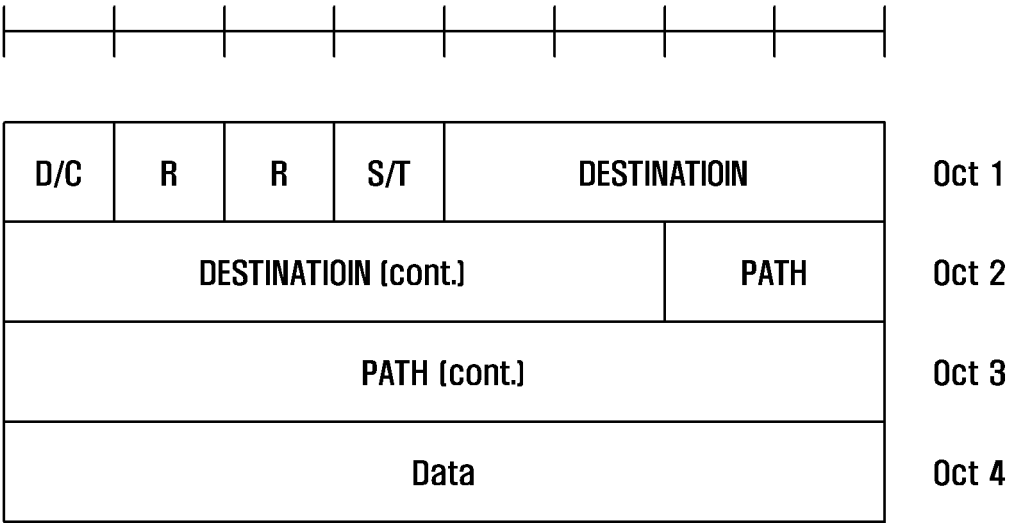 D/C R R S/T DESTINATIOIN Oct 1
DESTINATIOIN (cont.) PATH Oct 2
PATH (cont.) Oct 3
Data Oct 4